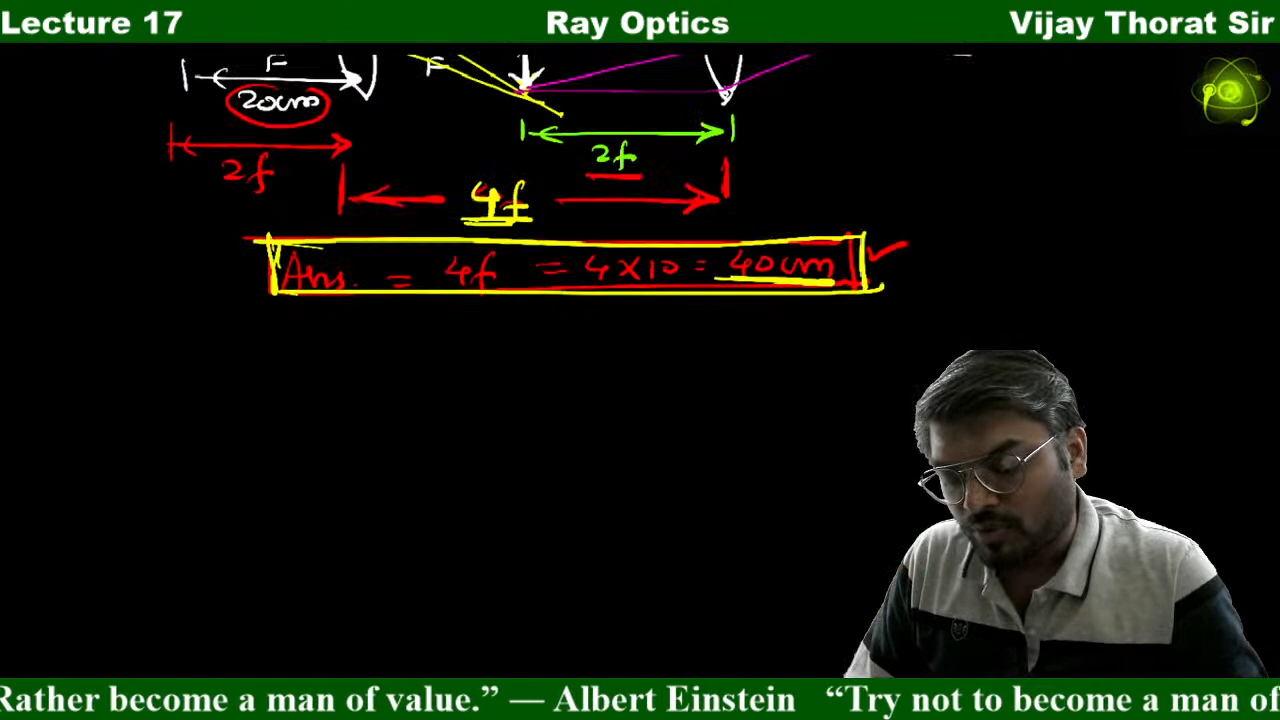 Lecture 17 Ray Optics Vijay Thorat Sir
F F
20cm
2f 2f
4f
Ans. = 4f = 4×10 = 40cm
Rather become a man of value.” — Albert Einstein “Try not to become a man of